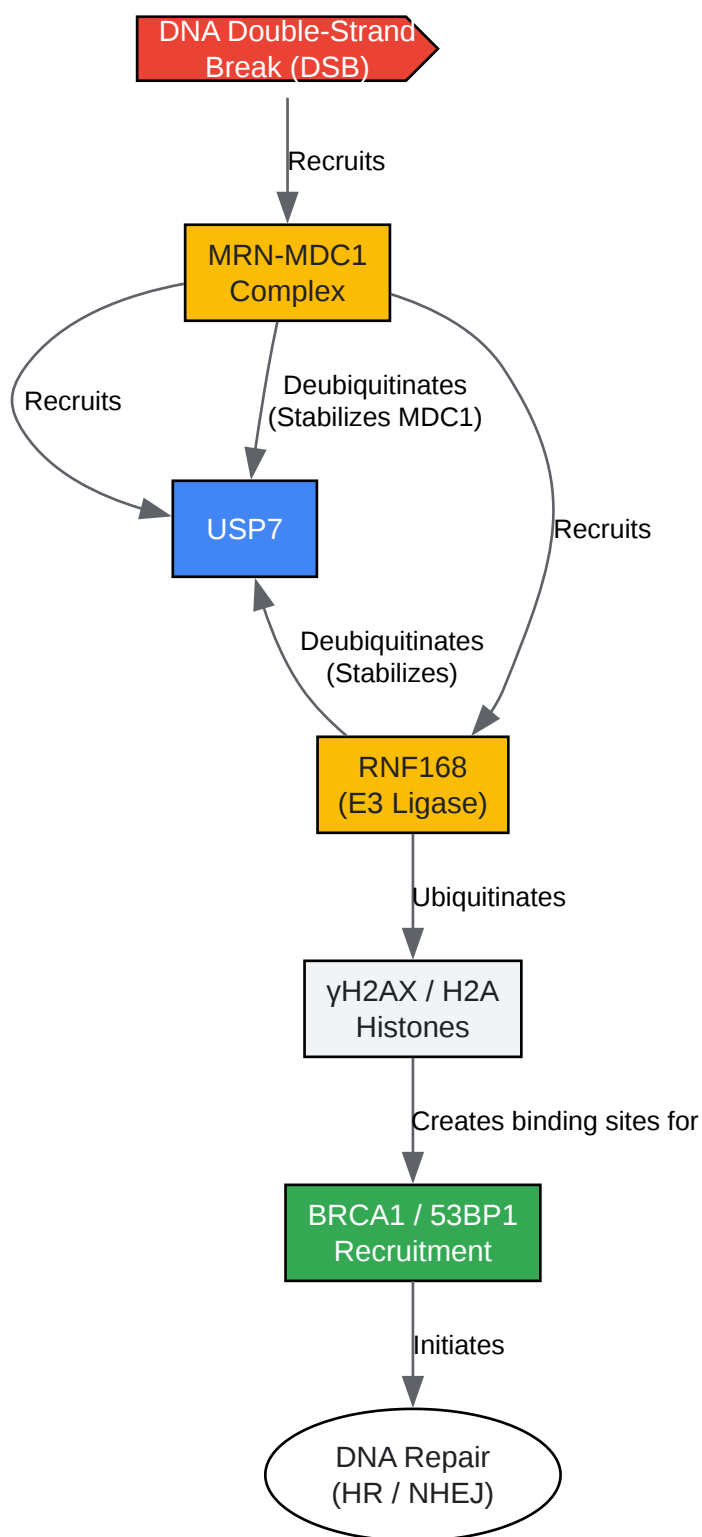 DNA Double-Strand
Break (DSB)
Recruits
MRN-MDC1
Complex
Recruits
Deubiquitinates
(Stabilizes MDC1)
Recruits
USP7
Deubiquitinates
(Stabilizes)
RNF168
(E3 Ligase)
Ubiquitinates
γH2AX / H2A
Histones
Creates binding sites for
BRCA1 / 53BP1
Recruitment
Initiates
DNA Repair
(HR / NHEJ)